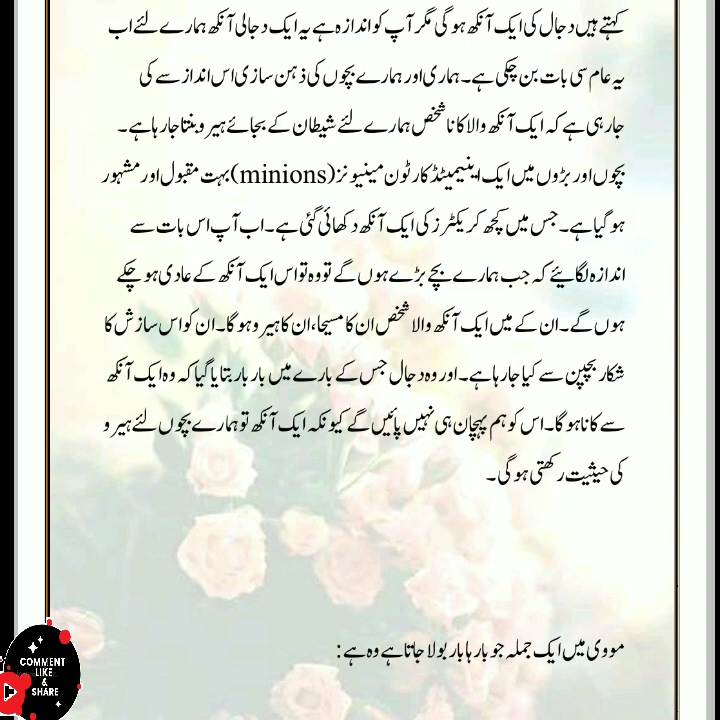 کہتے ہیں دجال کی ایک آنکھ ہوگی مگر آپ کو اندازہ ہے یہ ایک دجالی آنکھ ہمارے لئے اب
یہ عام سی بات بن چکی ہے۔ ہماری اور ہمارے بچوں کی ذہن سازی اس انداز سے کی
جارہی ہے کہ ایک آنکھ والا کانا شخص ہمارے لئے شیطان کے بجائے ہیرو بنتا جارہا ہے۔
بچوں اور بڑوں میں ایک اینیمیٹڈ کارٹون مینیونز (minions) بہت مقبول اور مشہور
ہو گیا ہے۔ جس میں کچھ کریکٹرز کی ایک آنکھ دکھائی گئی ہے۔ اب آپ اس بات سے
اندازہ لگائیے کہ جب ہمارے بچے بڑے ہوں گے تو وہ تو اس ایک آنکھ کے عادی ہو چکے
ہوں گے۔ ان کے میں ایک آنکھ والا شخص ان کا مسیحا، ان کا ہیرو ہو گا۔ ان کو اس سازش کا
شکار بچپن سے کیا جارہا ہے۔ اور وہ دجال جس کے بارے میں بار بار بتایا گیا کہ وہ ایک آنکھ
سے کانا ہو گا۔ اس کو ہم پہچان ہی نہیں پائیں گے کیونکہ ایک آنکھ تو ہمارے بچوں لئے ہیرو
کی حیثیت رکھتی ہو گی۔
مووی میں ایک جملہ جو بارہا بار بولا جاتا ہے وہ ہے:
COMMENT
LIKE
&
SHARE